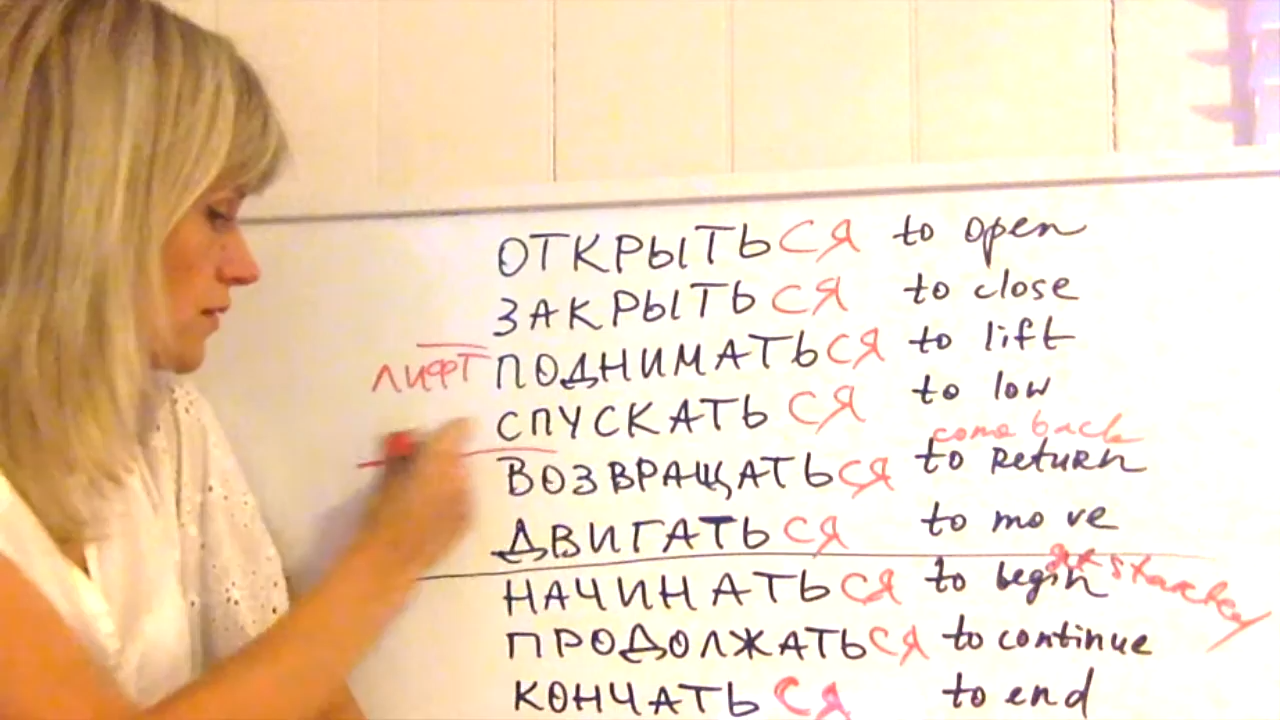 ОТКРЫТЬСЯ to open
ЗАКРЫТЬСЯ to close
ЛИФТ ПОДНИМАТЬСЯ to lift
СПУСКАТЬСЯ to low
come back
ВОЗВРАЩАТЬСЯ to return
ДВИГАТЬСЯ to move
НАЧИНАТЬСЯ to begin
ПРОДОЛЖАТЬСЯ to continue
КОНЧАТЬСЯ to end